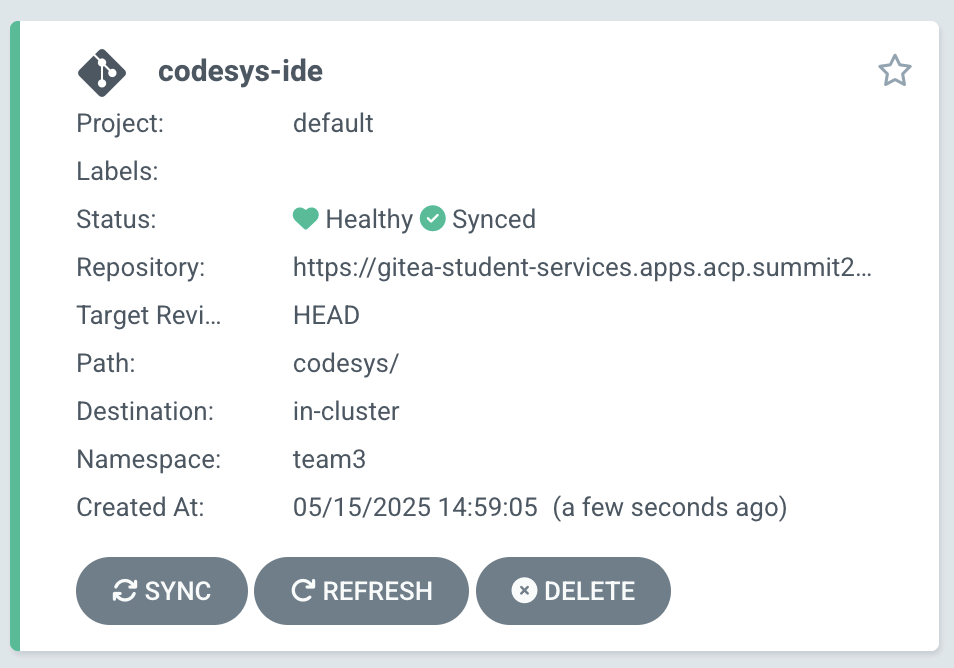 codesys-ide
Project: default
Labels:
Status: Healthy Synced
Repository: https://gitea-student-services.apps.acp.summit2...
Target Revi... HEAD
Path: codesys/
Destination: in-cluster
Namespace: team3
Created At: 05/15/2025 14:59:05 (a few seconds ago)
SYNC REFRESH DELETE